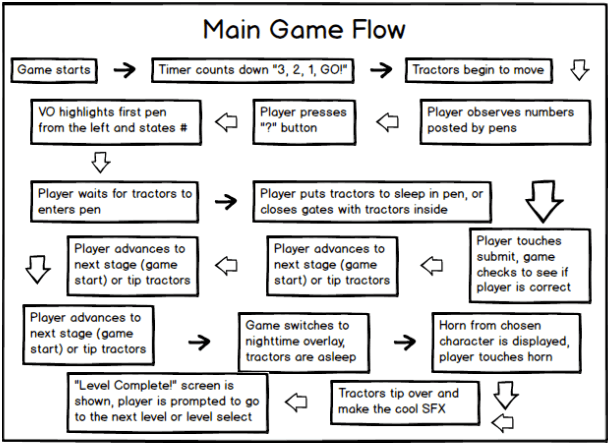 Main Game Flow
Game starts
Timer counts down "3, 2, 1, GO!"
Tractors begin to move
Player observes numbers
posted by pens
Player presses
"?" button
VO highlights first pen
from the left and states #
Player waits for tractors to
enters pen
Player puts tractors to sleep in pen, or
closes gates with tractors inside
Player touches
submit, game
checks to see if
player is correct
Player advances to
next stage (game
start) or tip tractors
Player advances to
next stage (game
start) or tip tractors
Player advances to
next stage (game
start) or tip tractors
Game switches to
nighttime overlay,
tractors are asleep
Horn from chosen
character is displayed,
player touches horn
Tractors tip over and
make the cool SFX
"Level Complete!" screen is
shown, player is prompted to go
to the next level or level select